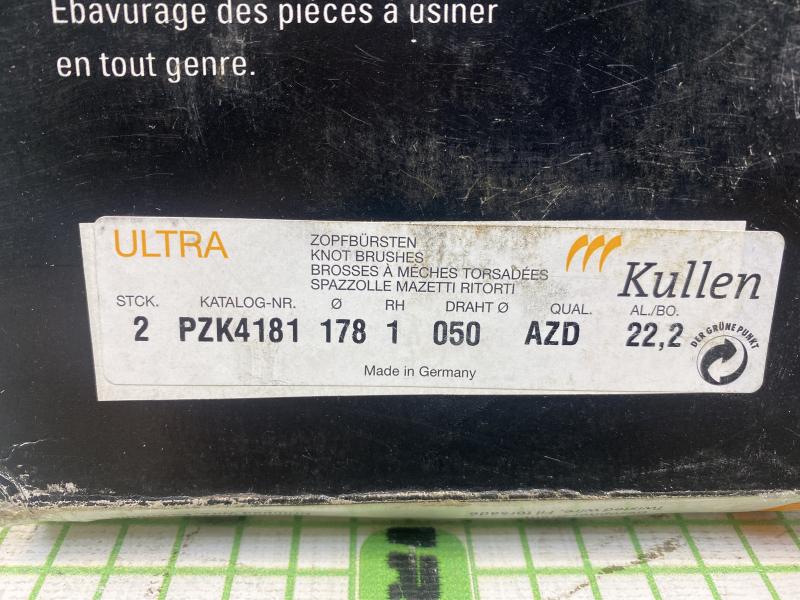 Ébavurage des pièces à usiner
en tout genre.
ULTRA
ZOPFBÜRSTEN
KNOT BRUSHES
BROSSES À MÈCHES TORSADÉES
SPAZZOLLE MAZETTI RITORTI
Kullen
STCK. KATALOG-NR. Ø RH DRAHT Ø QUAL. AL./BO.
2 PZK4181 178 1 050 AZD 22,2
DER GRÜNE PUNKT
Made in Germany